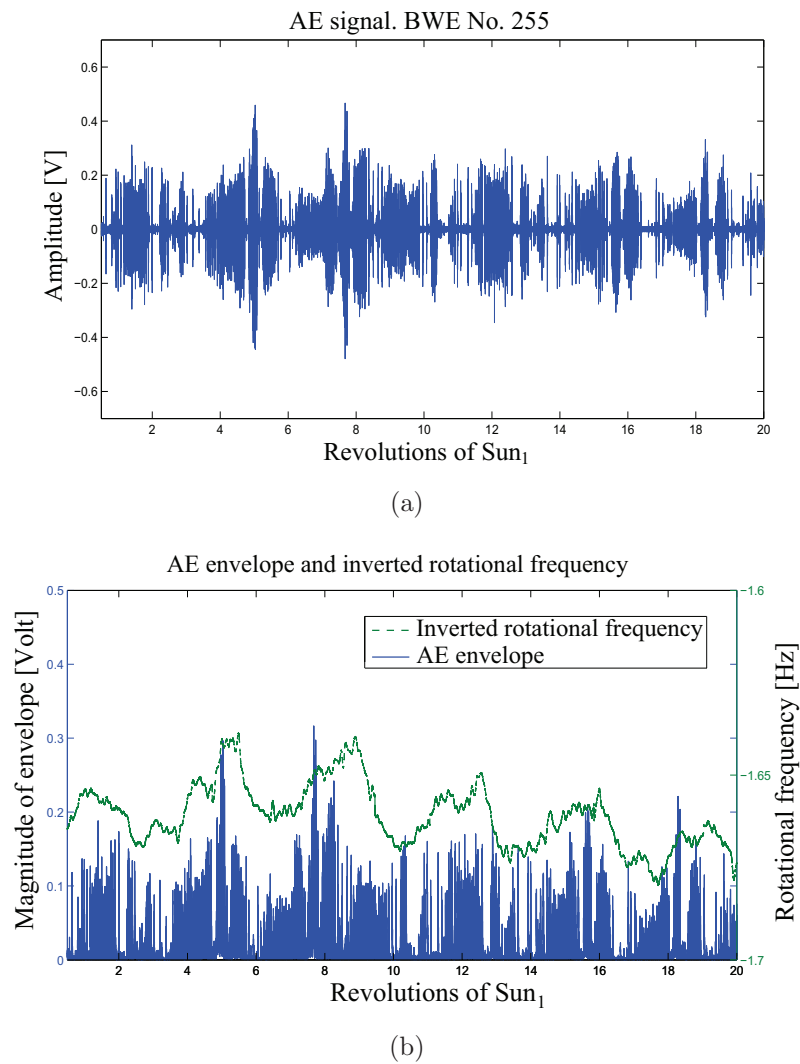 AE signal. BWE No. 255
0.6
0.4
0.2
0
−0.2
−0.4
−0.6
Amplitude [V]
2 4 6 8 10 12 14 16 18 20
Revolutions of Sun1
(a)
AE envelope and inverted rotational frequency
0.5
0.4
0.3
0.2
0.1
0
Magnitude of envelope [Volt]
Inverted rotational frequency
AE envelope
−1.6
−1.65
−1.7
Rotational frequency [Hz]
2 4 6 8 10 12 14 16 18 20
Revolutions of Sun1
(b)